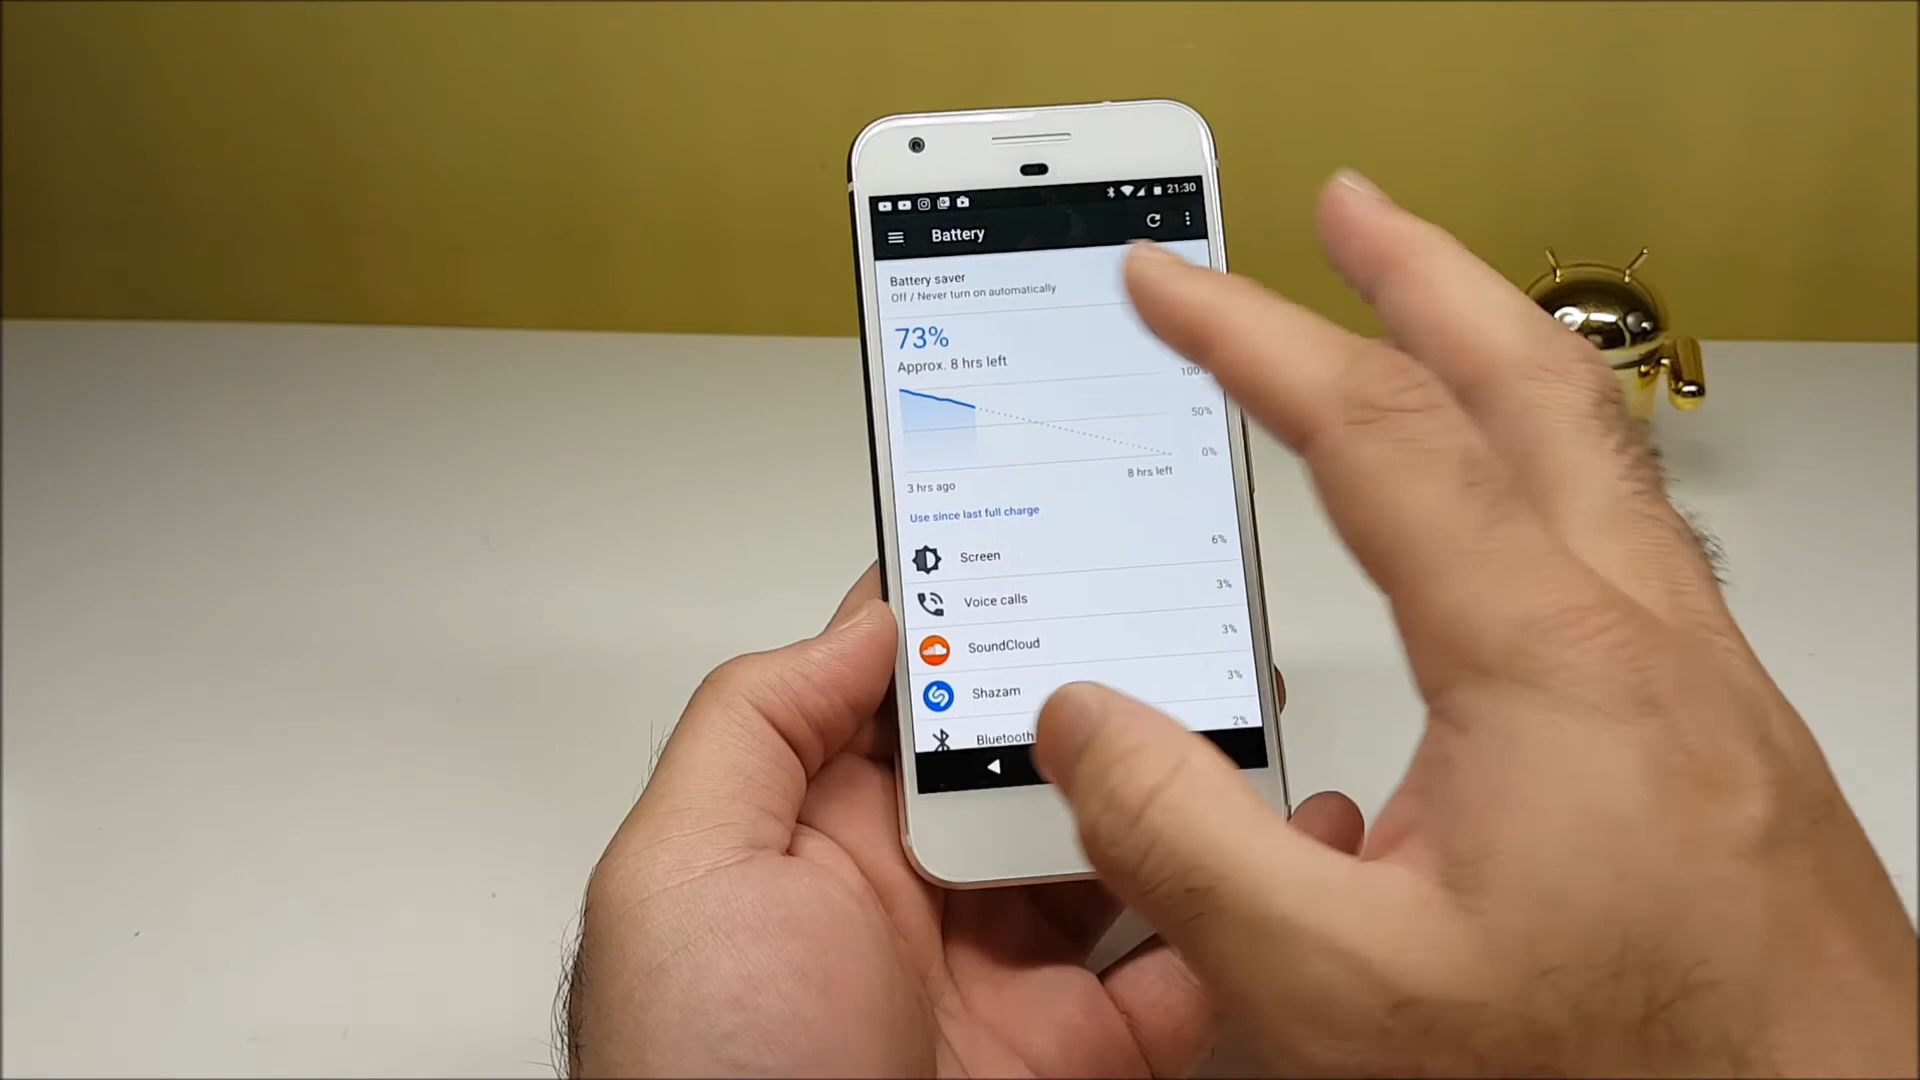 21:30
Battery
Battery saver
Off / Never turn on automatically
73%
Approx. 8 hrs left
100%
50%
0%
3 hrs ago
8 hrs left
Use since last full charge
Screen 6%
Voice calls 3%
SoundCloud 3%
Shazam 3%
Bluetooth 2%